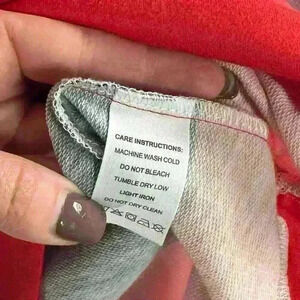 CARE INSTRUCTIONS:
MACHINE WASH COLD
DO NOT BLEACH
TUMBLE DRY LOW
LIGHT IRON
DO NOT DRY CLEAN